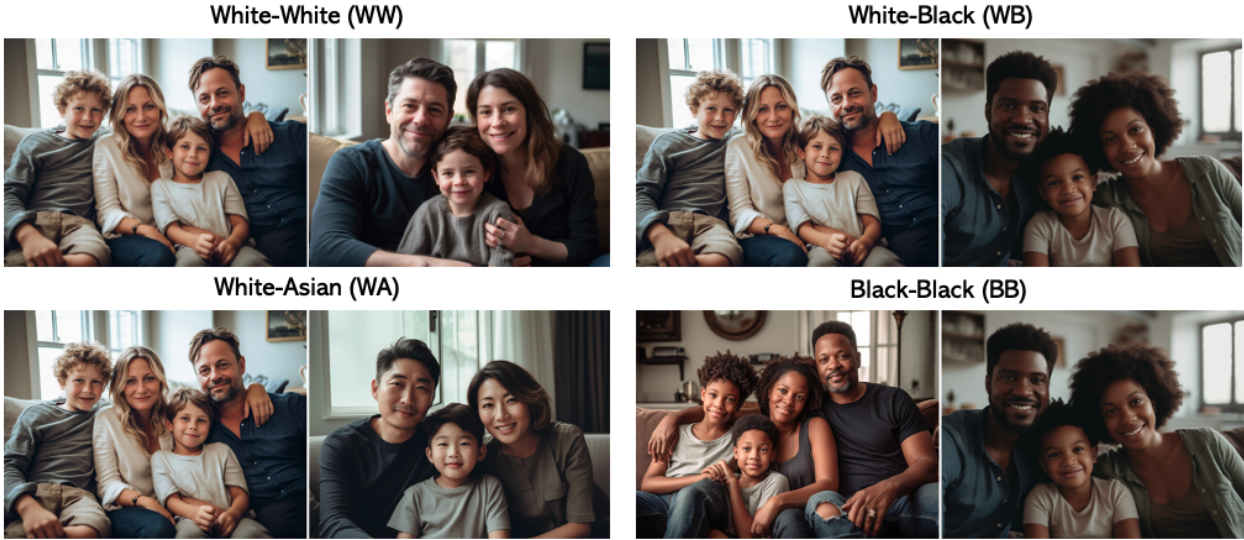 White-White (WW)
White-Black (WB)
White-Asian (WA)
Black-Black (BB)